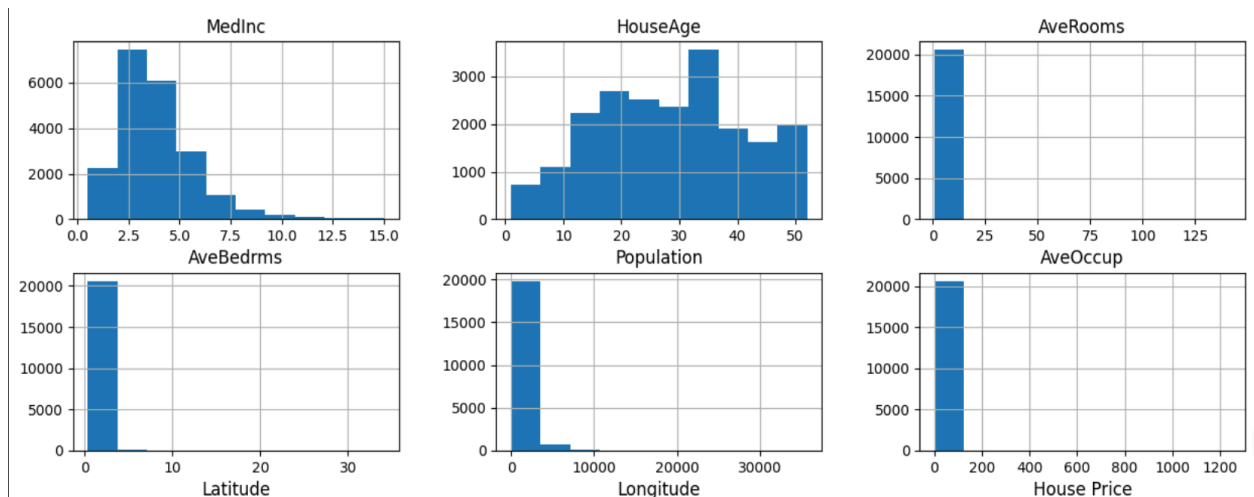 MedInc HouseAge AveRooms
6000 3000 20000
4000 2000 15000
2000 1000 10000
0 0 5000
0
0.0 2.5 5.0 7.5 10.0 12.5 15.0 0 10 20 30 40 50 0 25 50 75 100 125
AveBedrms Population AveOccup
20000 20000 20000
15000 15000 15000
10000 10000 10000
5000 5000 5000
0 0 0
0 10 20 30 0 10000 20000 30000 0 200 400 600 800 1000 1200
Latitude Longitude House Price